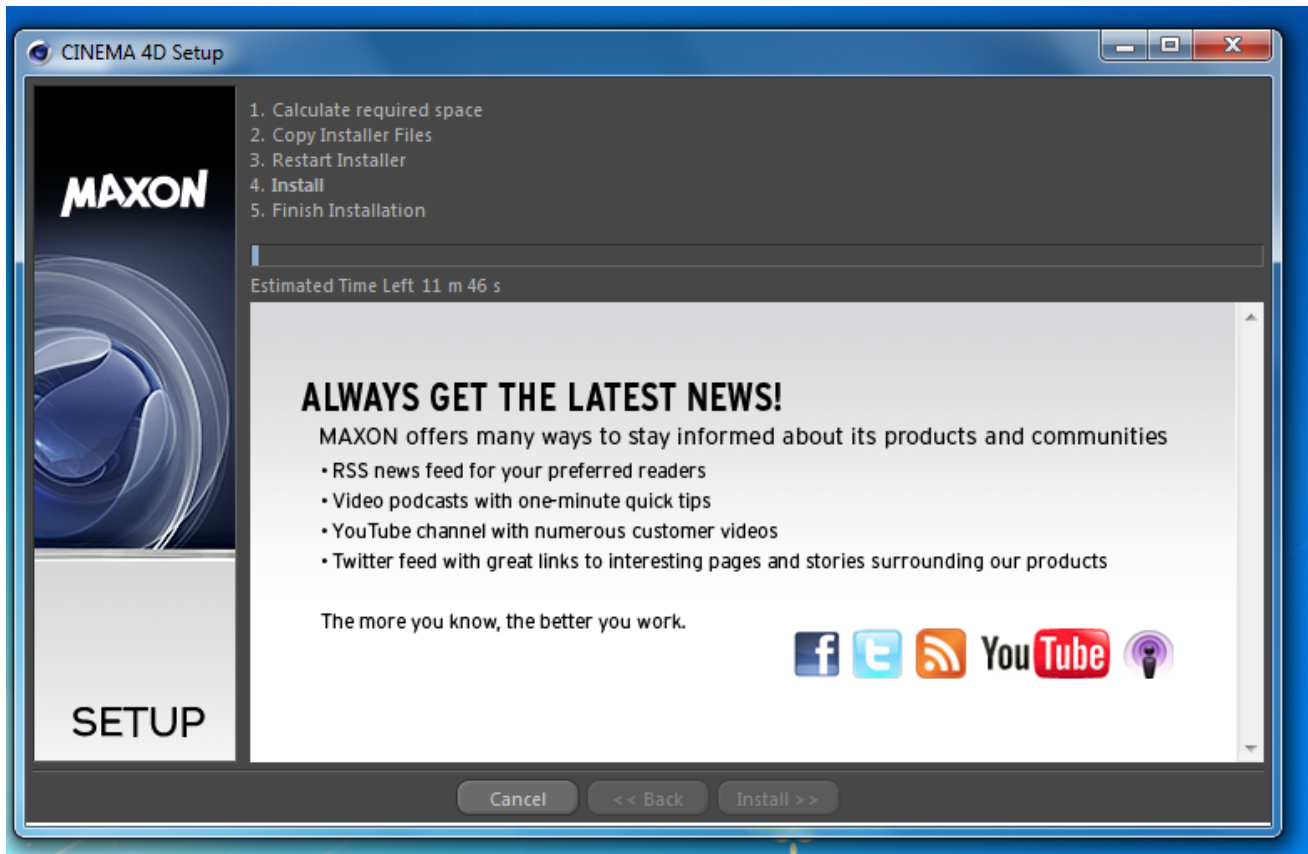 CINEMA 4D Setup
MAXON
1. Calculate required space
2. Copy Installer Files
3. Restart Installer
4. Install
5. Finish Installation
Estimated Time Left 11 m 46 s
ALWAYS GET THE LATEST NEWS!
MAXON offers many ways to stay informed about its products and communities
• RSS news feed for your preferred readers
• Video podcasts with one-minute quick tips
• YouTube channel with numerous customer videos
• Twitter feed with great links to interesting pages and stories surrounding our products
The more you know, the better you work.
f t YouTube
SETUP
Cancel << Back Install >>